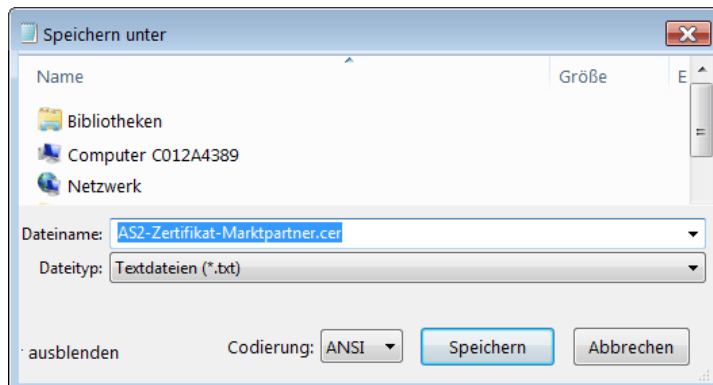 Speichern unter
Name Größe E
Bibliotheken
Computer C012A4389
Netzwerk
Dateiname: AS2-Zertifikat-Marktpartner.cer
Dateityp: Textdateien (*.txt)
r ausblenden Codierung: ANSI Speichern Abbrechen